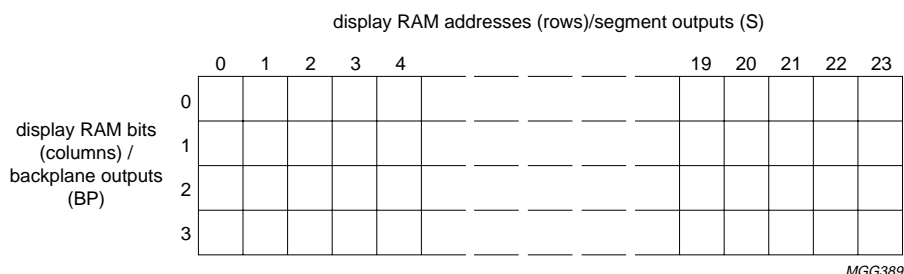 display RAM addresses (rows)/segment outputs (S)
0 1 2 3 4 19 20 21 22 23
0
display RAM bits
1
(columns) /
backplane outputs
2
(BP)
3
MGG389